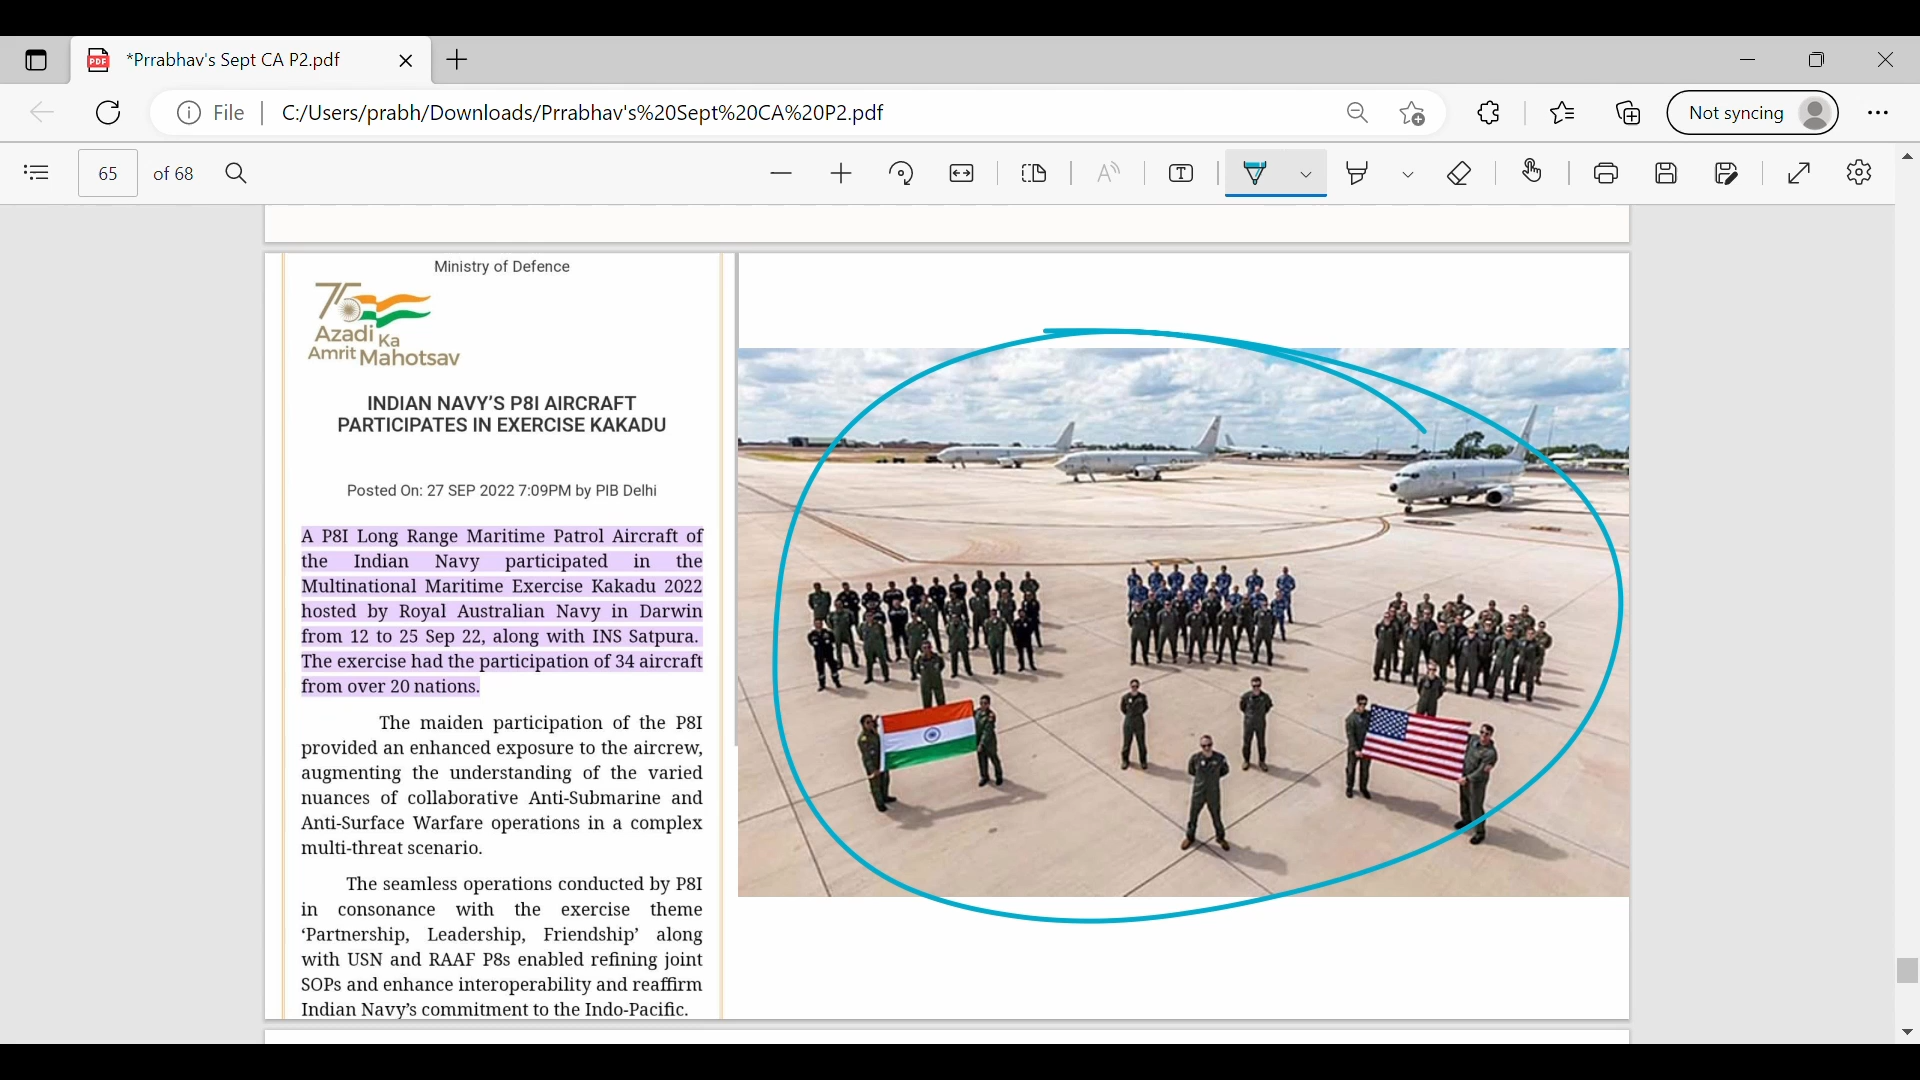 *Prrabhav's Sept CA P2.pdf
File
C:/Users/prabh/Downloads/Prrabhav's%20Sept%20CA%20P2.pdf
Not syncing
65 of 68
Ministry of Defence
75
Azadi Ka
Amrit Mahotsav
INDIAN NAVY'S P8I AIRCRAFT
PARTICIPATES IN EXERCISE KAKADU
Posted On: 27 SEP 2022 7:09PM by PIB Delhi
A P8I Long Range Maritime Patrol Aircraft of
the Indian Navy participated in the
Multinational Maritime Exercise Kakadu 2022
hosted by Royal Australian Navy in Darwin
from 12 to 25 Sep 22, along with INS Satpura.
The exercise had the participation of 34 aircraft
from over 20 nations.
The maiden participation of the P8I
provided an enhanced exposure to the aircrew,
augmenting the understanding of the varied
nuances of collaborative Anti-Submarine and
Anti-Surface Warfare operations in a complex
multi-threat scenario.
The seamless operations conducted by P8I
in consonance with the exercise theme
‘Partnership, Leadership, Friendship’ along
with USN and RAAF P8s enabled refining joint
SOPs and enhance interoperability and reaffirm
Indian Navy’s commitment to the Indo-Pacific.